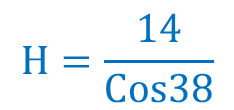 H = 14 / Cos38